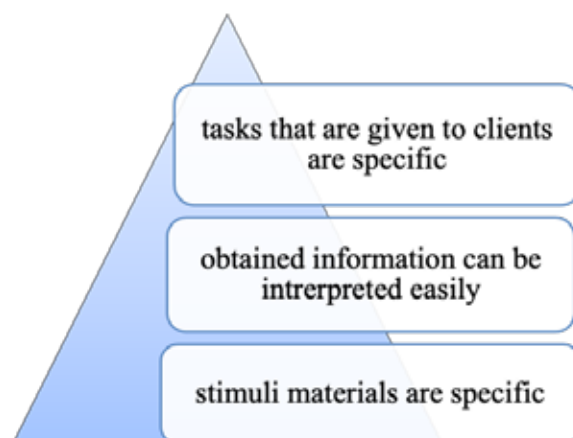 tasks that are given to clients
are specific
obtained information can be
intrerpreted easily
stimuli materials are specific